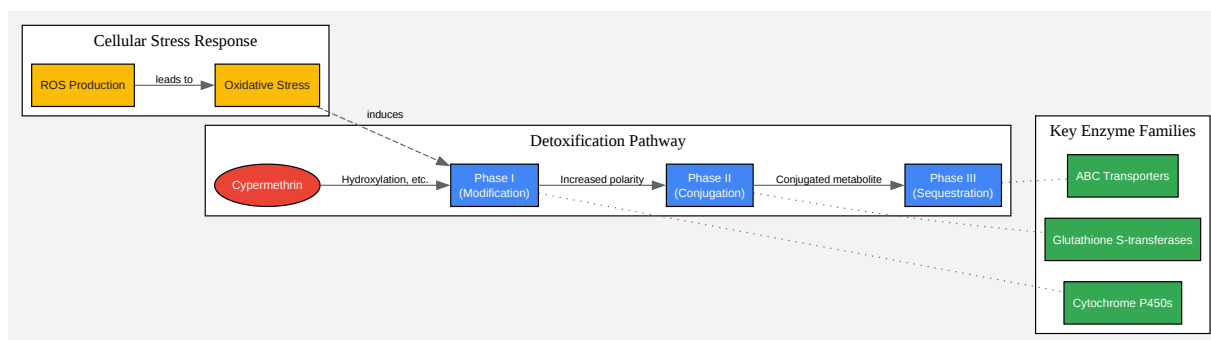 Cellular Stress Response
ROS Production
leads to
Oxidative Stress
induces
Detoxification Pathway
Cypermethrin
Hydroxylation, etc.
Phase I
(Modification)
Increased polarity
Phase II
(Conjugation)
Conjugated metabolite
Phase III
(Sequestration)
Key Enzyme Families
ABC Transporters
Glutathione S-transferases
Cytochrome P450s